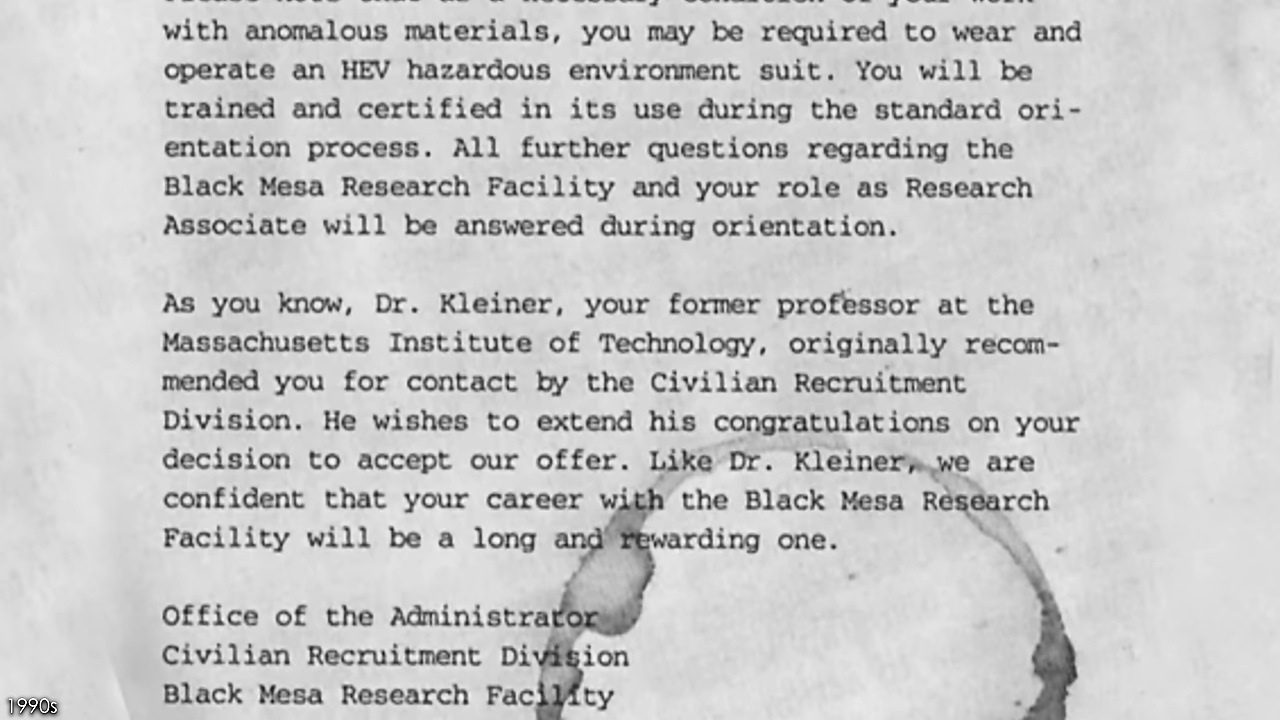 with anomalous materials, you may be required to wear and
operate an HEV hazardous environment suit. You will be
trained and certified in its use during the standard ori-
entation process. All further questions regarding the
Black Mesa Research Facility and your role as Research
Associate will be answered during orientation.
As you know, Dr. Kleiner, your former professor at the
Massachusetts Institute of Technology, originally recom-
mended you for contact by the Civilian Recruitment
Division. He wishes to extend his congratulations on your
decision to accept our offer. Like Dr. Kleiner, we are
confident that your career with the Black Mesa Research
Facility will be a long and rewarding one.
Office of the Administrator
Civilian Recruitment Division
Black Mesa Research Facility
1990s